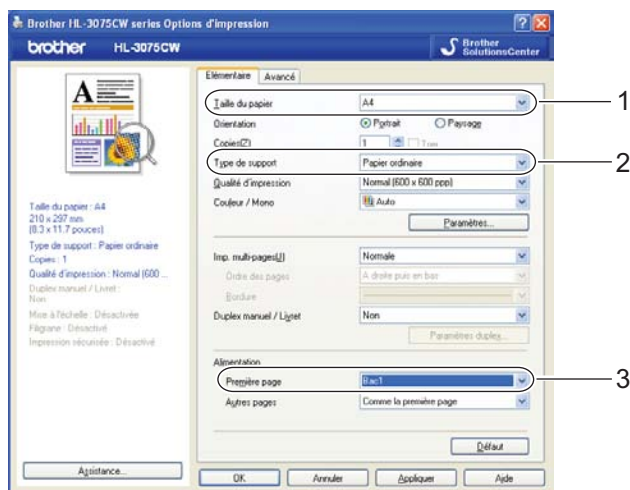 Brother HL-3075CW series Options d'impression
brother HL-3075CW
Brother
SolutionsCenter
Elémentaire Avancé
Taille du papier A4
1
Orientation Portrait Paysage
Copies(Z) 1 Trier
Type de support Papier ordinaire
2
Qualité d'impression Normal (600 x 600 ppp)
Couleur / Mono Auto
Paramètres...
Imp. multi-pages(J) Normale
Ordre des pages A droite puis en bas
Bordure
Duplex manuel / Livret Non
Paramètres duplex...
Alimentation
Première page Bac1
3
Autres pages Comme la première page
Défaut
A
Taille du papier : A4
210 x 297 mm
(8.3 x 11.7 pouces)
Type de support : Papier ordinaire
Copies : 1
Qualité d'impression : Normal (600 ...
Duplex manuel / Livret :
Non
Mise à l'échelle : Désactivée
Filigrane : Désactivé
Impression sécurisée : Désactivé
Assistance...
OK Annuler Appliquer Aide